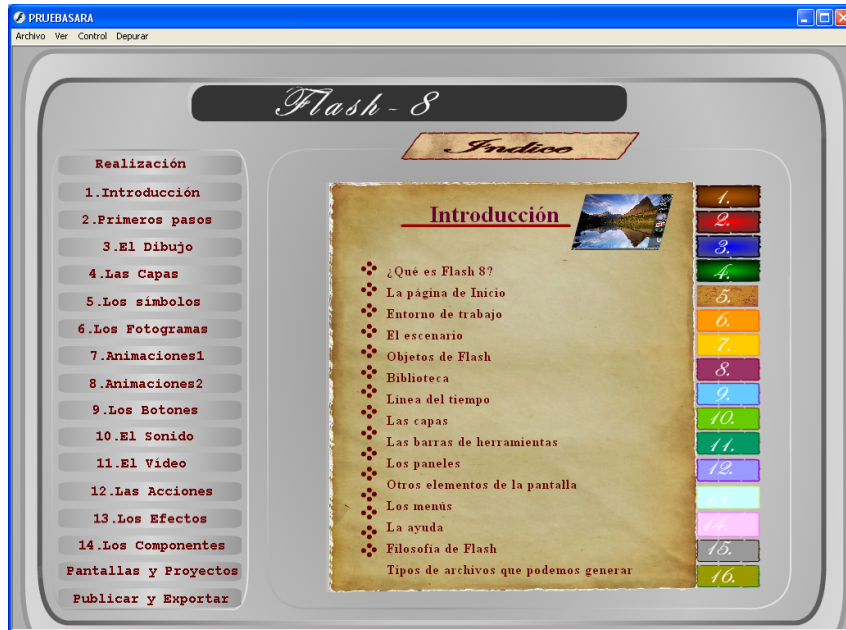 PRUEBASARA
Archivo Ver Control Depurar
Flash - 8
Indice
Realización
1.Introducción
2.Primeros pasos
3.El Dibujo
4.Las Capas
5.Los símbolos
6.Los Fotogramas
7.Animaciones1
8.Animaciones2
9.Los Botones
10.El Sonido
11.El Vídeo
12.Las Acciones
13.Los Efectos
14.Los Componentes
Pantallas y Proyectos
Publicar y Exportar
Introducción
¿Qué es Flash 8?
La página de Inicio
Entorno de trabajo
El escenario
Objetos de Flash
Biblioteca
Línea del tiempo
Las capas
Las barras de herramientas
Los paneles
Otros elementos de la pantalla
Los menús
La ayuda
Filosofía de Flash
Tipos de archivos que podemos generar
1.
2.
3.
4.
5.
6.
7.
8.
9.
10.
11.
12.
13.
14.
15.
16.